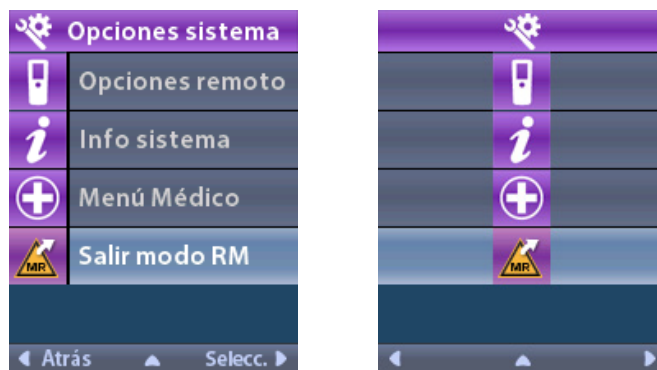 Opciones sistema
Opciones remoto
Info sistema
Menú Médico
MR Salir modo RM
Atrás Selecc.
MR